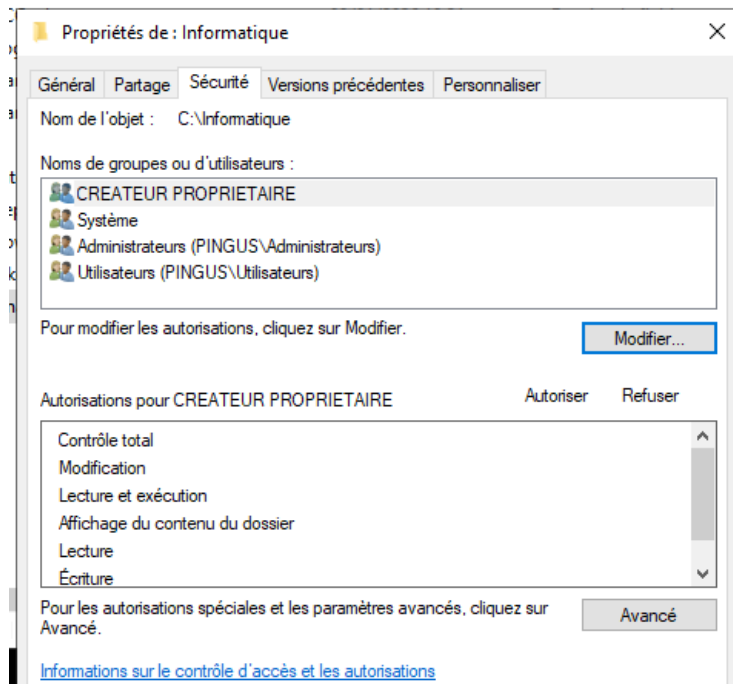 Propriétés de : Informatique
Général Partage Sécurité Versions précédentes Personnaliser
Nom de l'objet : C:\Informatique
Noms de groupes ou d'utilisateurs :
CREATEUR PROPRIETAIRE
Système
Administrateurs (PINGUS\Administrateurs)
Utilisateurs (PINGUS\Utilisateurs)
Pour modifier les autorisations, cliquez sur Modifier.
Modifier...
Autorisations pour CREATEUR PROPRIETAIRE Autoriser Refuser
Contrôle total
Modification
Lecture et exécution
Affichage du contenu du dossier
Lecture
Écriture
Pour les autorisations spéciales et les paramètres avancés, cliquez sur
Avancé.
Avancé
Informations sur le contrôle d'accès et les autorisations